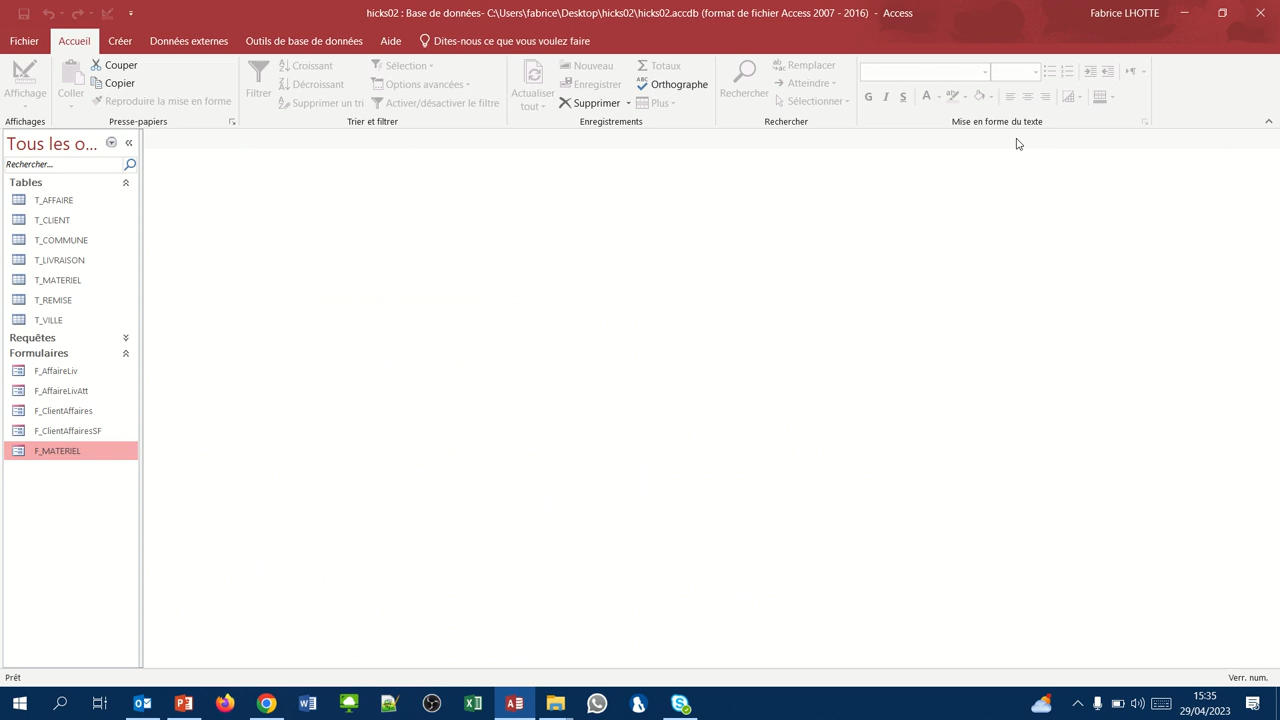 hicks02 : Base de données- C:\Users\fabrice\Desktop\hicks02\hicks02.accdb (format de fichier Access 2007 - 2016) - Access
Fabrice LHOTTE
Fichier Accueil Créer Données externes Outils de base de données Aide Dites-nous ce que vous voulez faire
Affichage
Affichages
Coller
Couper
Copier
Reproduire la mise en forme
Presse-papiers
Filtrer
Croissant
Décroissant
Supprimer un tri
Sélection
Options avancées
Activer/désactiver le filtre
Trier et filtrer
Actualiser
tout
Nouveau
Enregistrer
Supprimer
Totaux
Orthographe
Plus
Enregistrements
Rechercher
Remplacer
Atteindre
Sélectionner
Rechercher
G I S A
Mise en forme du texte
Tous les o...
Rechercher...
Tables
T_AFFAIRE
T_CLIENT
T_COMMUNE
T_LIVRAISON
T_MATERIEL
T_REMISE
T_VILLE
Requêtes
Formulaires
F_AffaireLiv
F_AffaireLivAtt
F_ClientAffaires
F_ClientAffairesSF
F_MATERIEL
Prêt
Verr. num.
15:35
29/04/2023